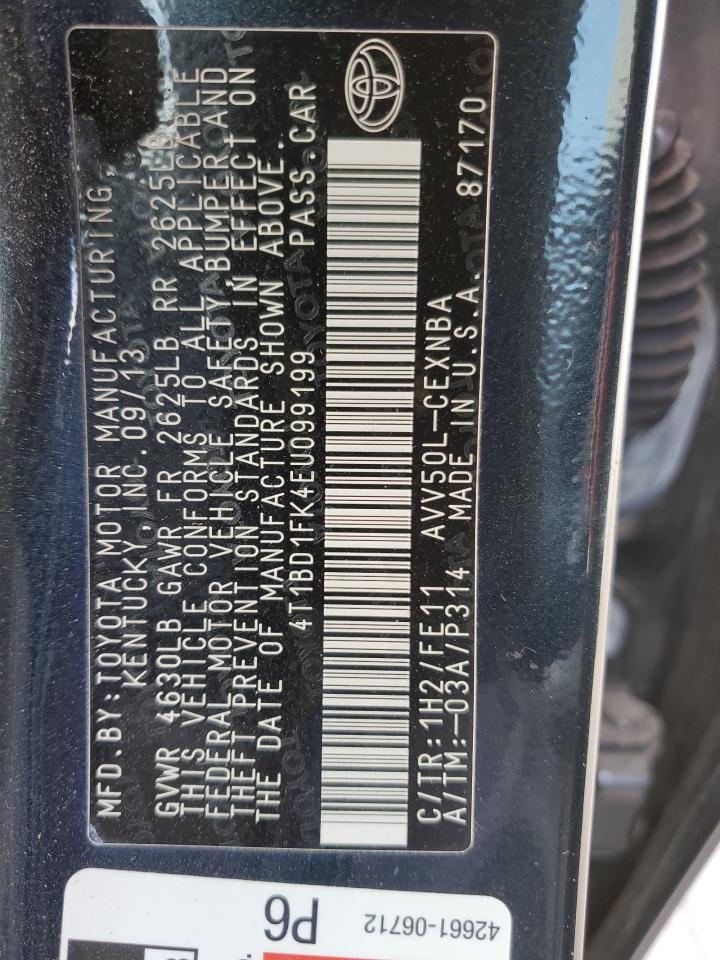 MFD.BY:TOYOTA MOTOR MANUFACTURING,
KENTUCKY, INC.09/13
GVWR 4630LB GAWR FR 2625LB RR 2625LB
THIS VEHICLE CONFORMS TO ALL APPLICABLE
FEDERAL MOTOR VEHICLE SAFETY,BUMPER,AND
THEFT PREVENTION STANDARDS IN EFFECT ON
THE DATE OF MANUFACTURE SHOWN ABOVE.
4T1BD1FK4EU099199 PASS.CAR
C/TR:1H2/FE11 AVV50L-CEXNBA
A/TM:-03A/P314 MADE IN U.S.A. 87170
P6
42661-06712